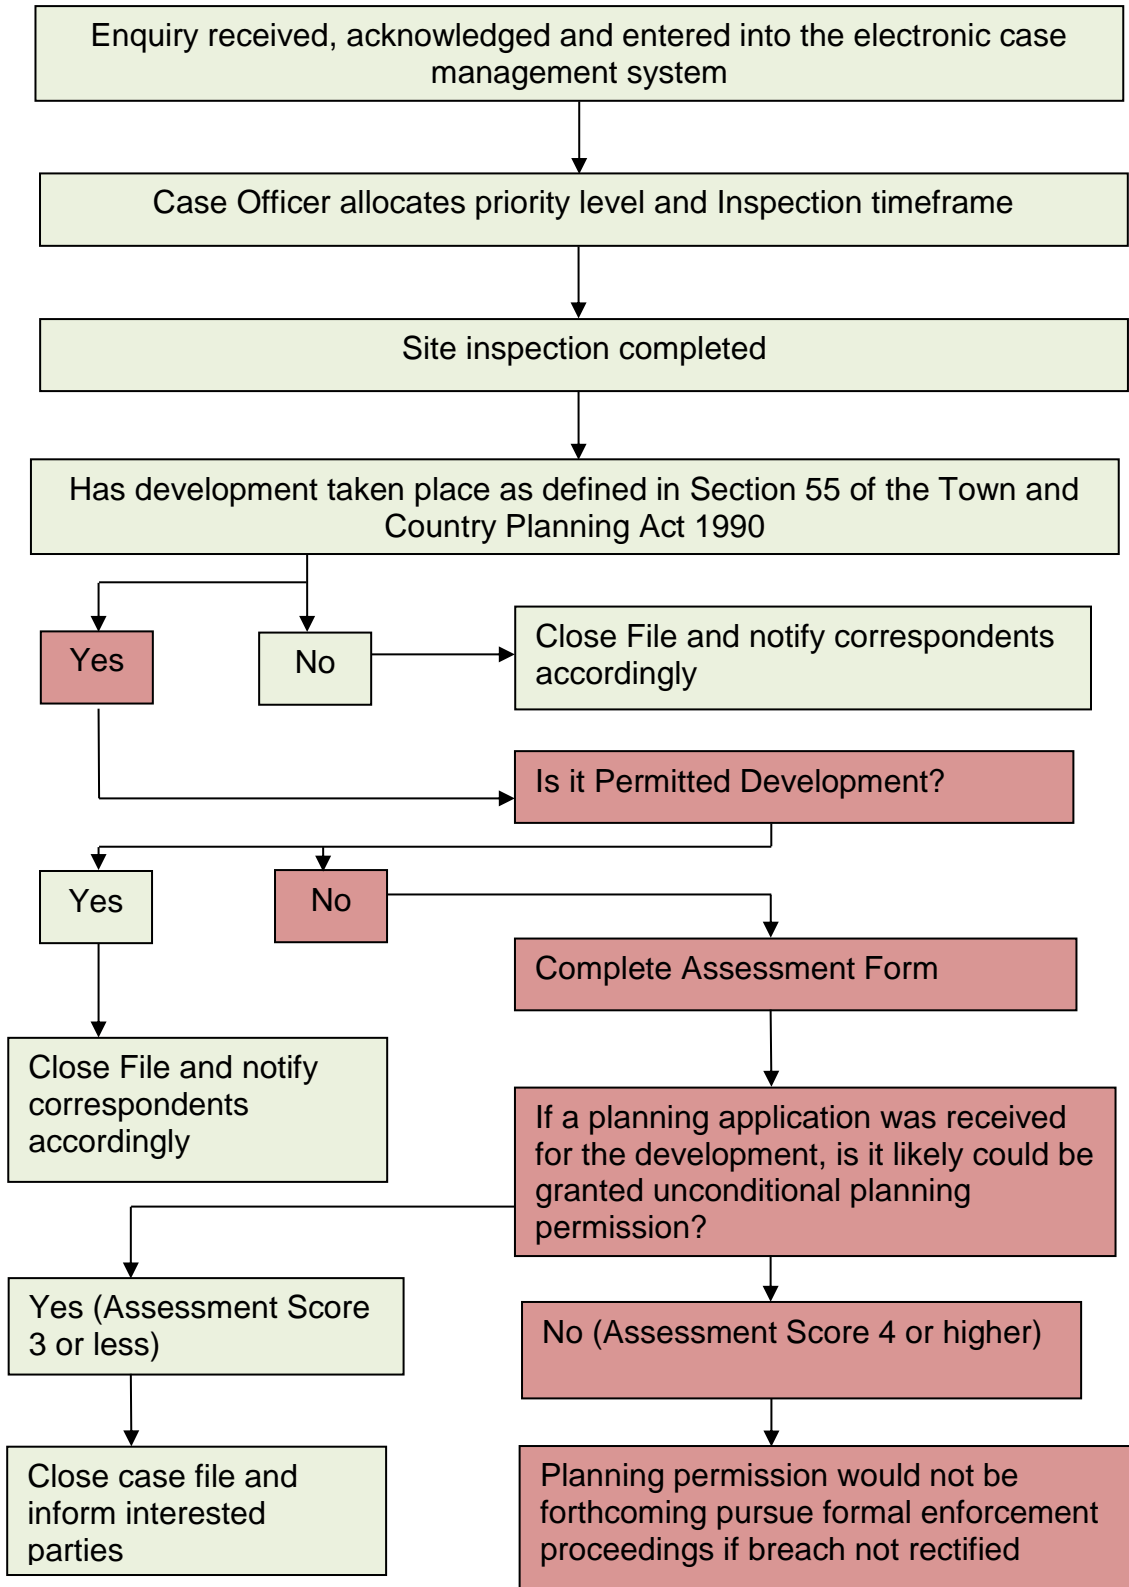 Enquiry received, acknowledged and entered into the electronic case
management system
Case Officer allocates priority level and Inspection timeframe
Site inspection completed
Has development taken place as defined in Section 55 of the Town and
Country Planning Act 1990
Yes
No
Close File and notify correspondents
accordingly
Is it Permitted Development?
Yes
No
Complete Assessment Form
Close File and notify
correspondents
accordingly
If a planning application was received
for the development, is it likely could be
granted unconditional planning
permission?
Yes (Assessment Score
3 or less)
No (Assessment Score 4 or higher)
Close case file and
inform interested
parties
Planning permission would not be
forthcoming pursue formal enforcement
proceedings if breach not rectified